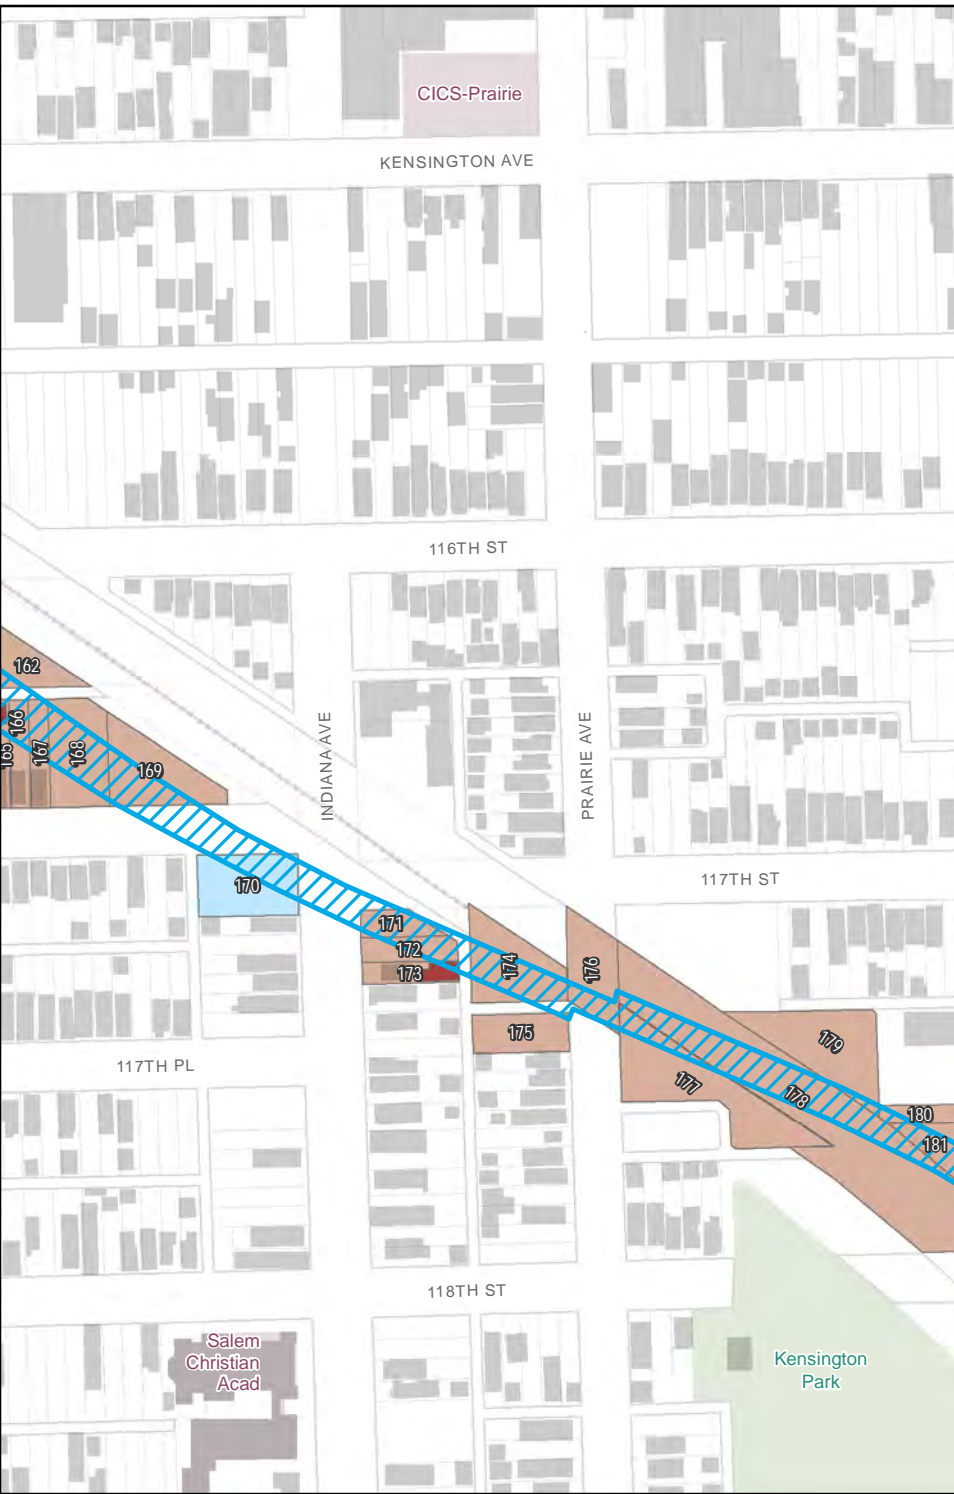 CICS-Prairie
KENSINGTON AVE
116TH ST
162
166
165
167
168
169
INDIANA AVE
PRAIRIE AVE
170
117TH ST
171
172
173
174
176
175
117TH PL
177
178
179
180
181
118TH ST
Salem
Christian
Acad
Kensington
Park